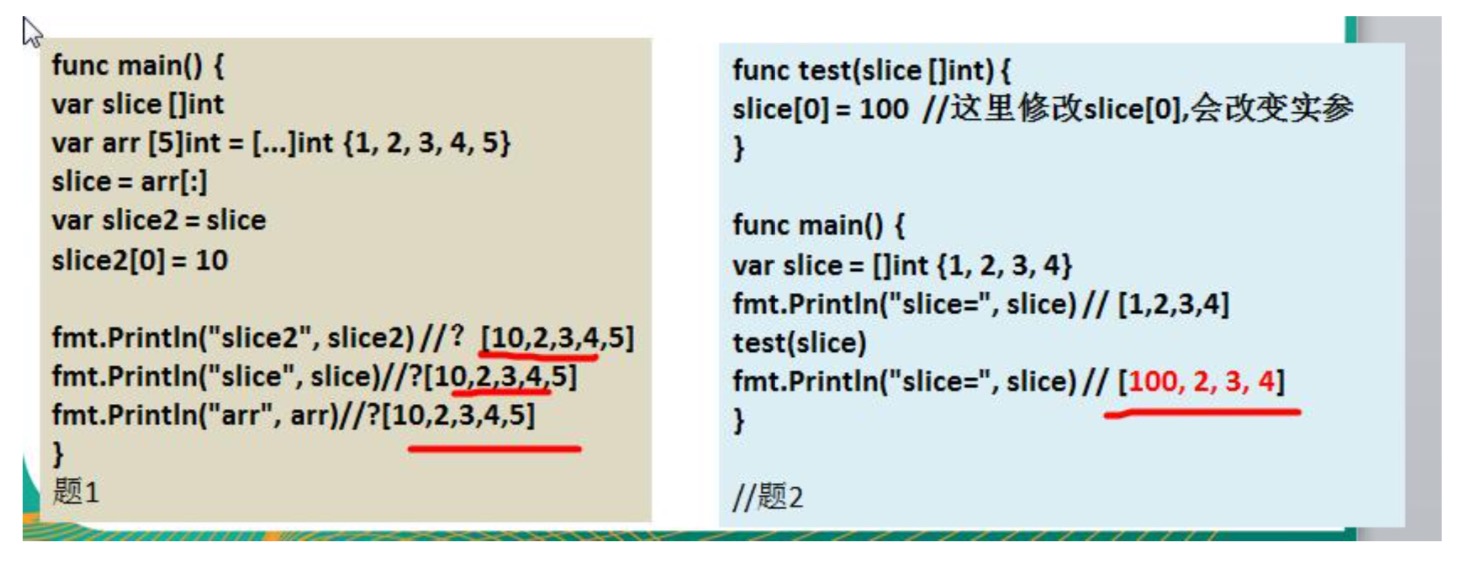 func main() {
var slice []int
var arr [5]int = [...]int {1, 2, 3, 4, 5}
slice = arr[:]
var slice2 = slice
slice2[0] = 10
fmt.Println("slice2", slice2) //？ [10,2,3,4,5]
fmt.Println("slice", slice)//?[10,2,3,4,5]
fmt.Println("arr", arr)//?[10,2,3,4,5]
}
题1
func test(slice []int) {
slice[0] = 100 //这里修改slice[0],会改变实参
}
func main() {
var slice = []int {1, 2, 3, 4}
fmt.Println("slice=", slice) // [1,2,3,4]
test(slice)
fmt.Println("slice=", slice) // [100, 2, 3, 4]
}
//题2